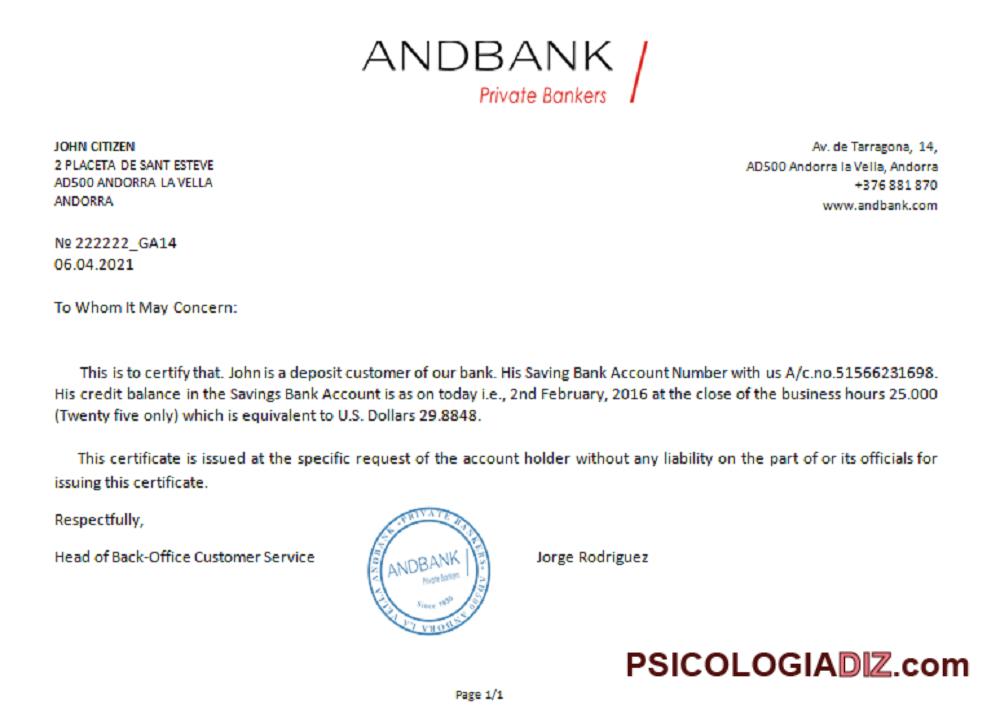 ANDBANK
Private Bankers
JOHN CITIZEN
2 PLACETA DE SANT ESTEVE
AD500 ANDORRA LA VELLA
ANDORRA
Av. de Tarragona, 14,
AD500 Andorra la Vella, Andorra
+376 881 870
www.andbank.com
№ 222222_GA14
06.04.2021
To Whom It May Concern:
This is to certify that. John is a deposit customer of our bank. His Saving Bank Account Number with us A/c.no.51566231698.
His credit balance in the Savings Bank Account is as on today i.e., 2nd February, 2016 at the close of the business hours 25.000
(Twenty five only) which is equivalent to U.S. Dollars 29.8848.
This certificate is issued at the specific request of the account holder without any liability on the part of or its officials for
issuing this certificate.
Respectfully,
Head of Back-Office Customer Service
ANDBANK • PRIVATE BANKERS • AD500 ANDORRA LA VELLA
ANDBANK
Private Bankers
Since 1930
Jorge Rodriguez
PSICOLOGIADIZ.com
Page 1/1